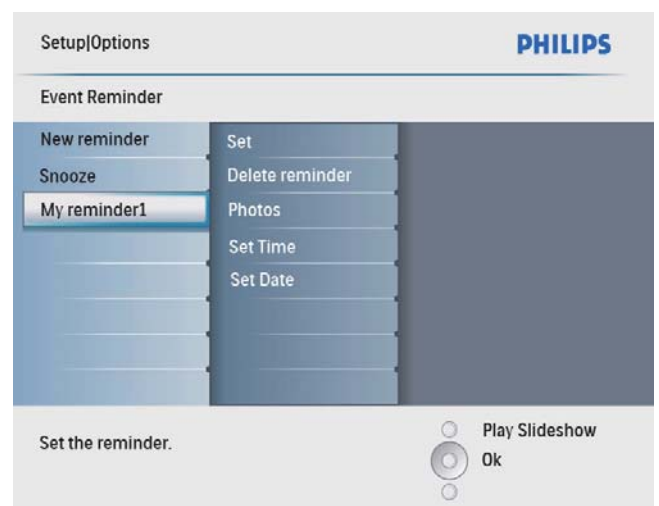 Setup|Options
PHILIPS
Event Reminder
New reminder
Snooze
My reminder1
Set
Delete reminder
Photos
Set Time
Set Date
Set the reminder.
Play Slideshow
Ok